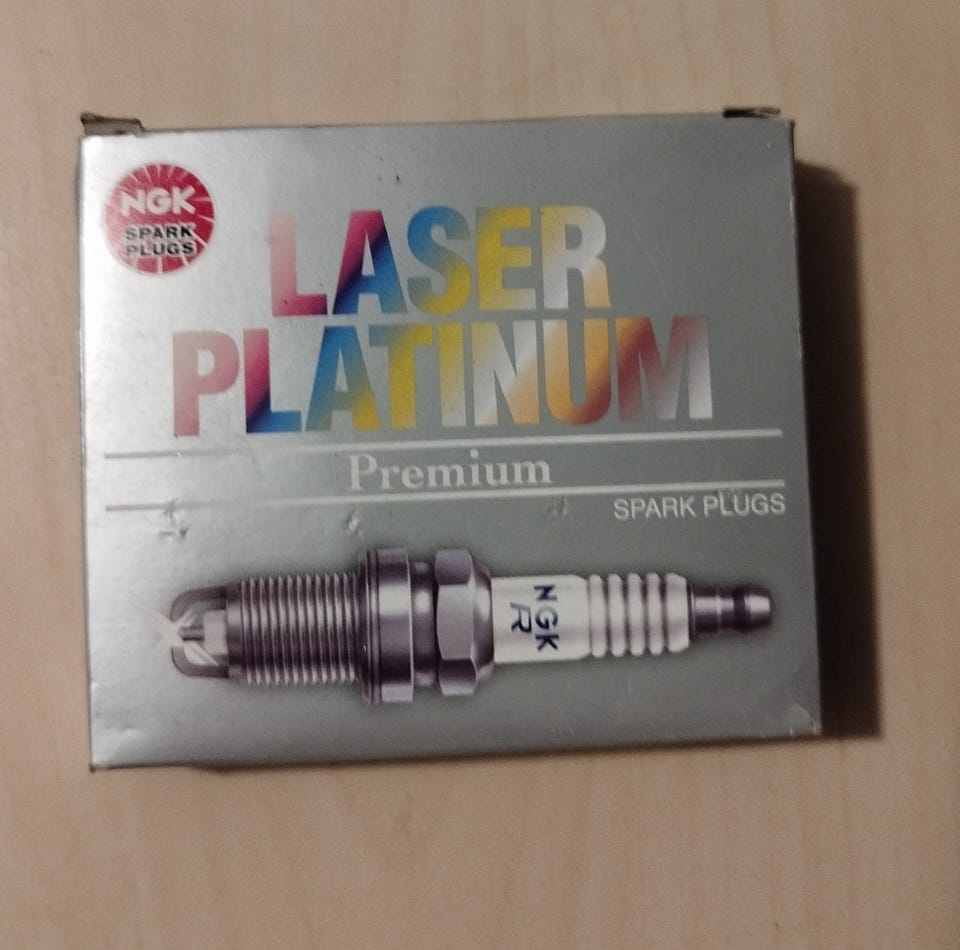 NGK
SPARK
PLUGS
LASER
PLATINUM
Premium
SPARK PLUGS
NGK
R